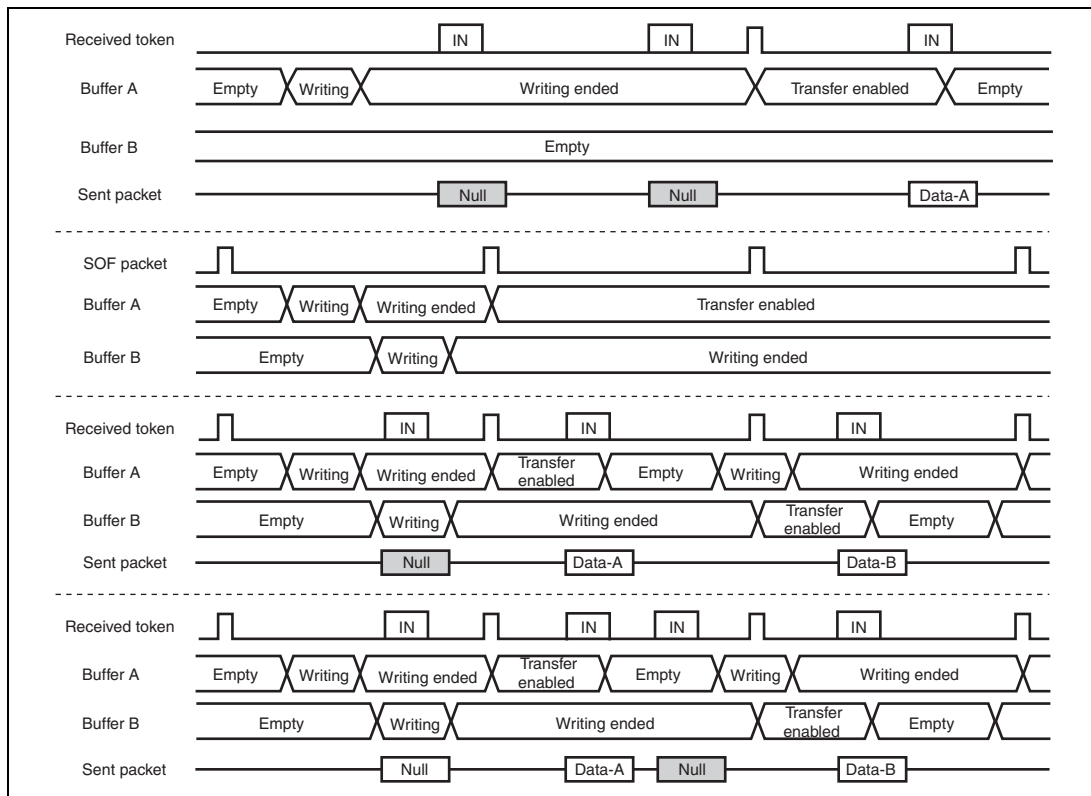 Received token IN IN IN
Buffer A Empty Writing Writing ended Transfer enabled Empty
Buffer B Empty
Sent packet Null Null Data-A
SOF packet
Buffer A Empty Writing Writing ended Transfer enabled
Buffer B Empty Writing Writing ended
Received token IN IN IN
Buffer A Empty Writing Writing ended Transfer enabled Empty Writing Writing ended
Buffer B Empty Writing Writing ended Transfer enabled Empty
Sent packet Null Data-A Data-B
Received token IN IN IN IN
Buffer A Empty Writing Writing ended Transfer enabled Empty Writing Writing ended
Buffer B Empty Writing Writing ended Transfer enabled Empty
Sent packet Null Data-A Null Data-B